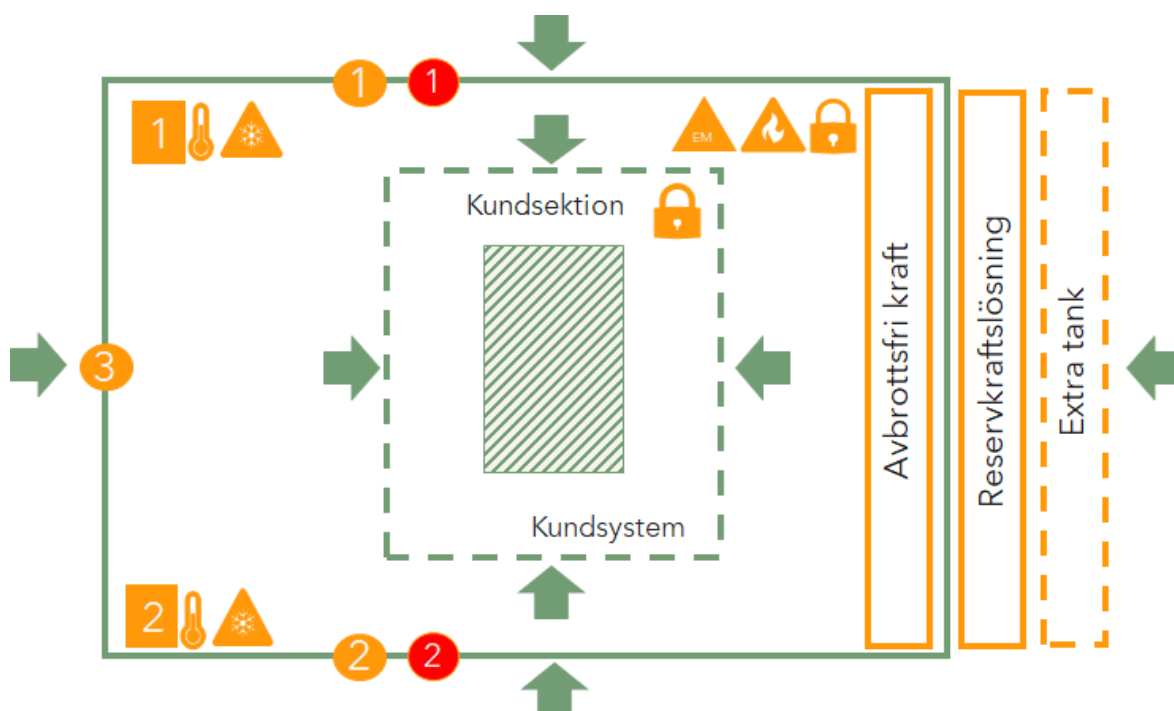 1 1
1
EM
Kundsektion
3
Kundsystem
2
2 2
Avbrottsfri kraft
Reservkraftslösning
Extra tank